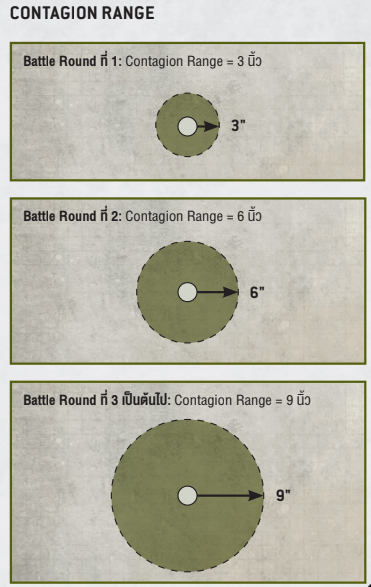 CONTAGION RANGE
Battle Round ที่ 1: Contagion Range = 3 นิ้ว
3"
Battle Round ที่ 2: Contagion Range = 6 นิ้ว
6"
Battle Round ที่ 3 เป็นต้นไป: Contagion Range = 9 นิ้ว
9"